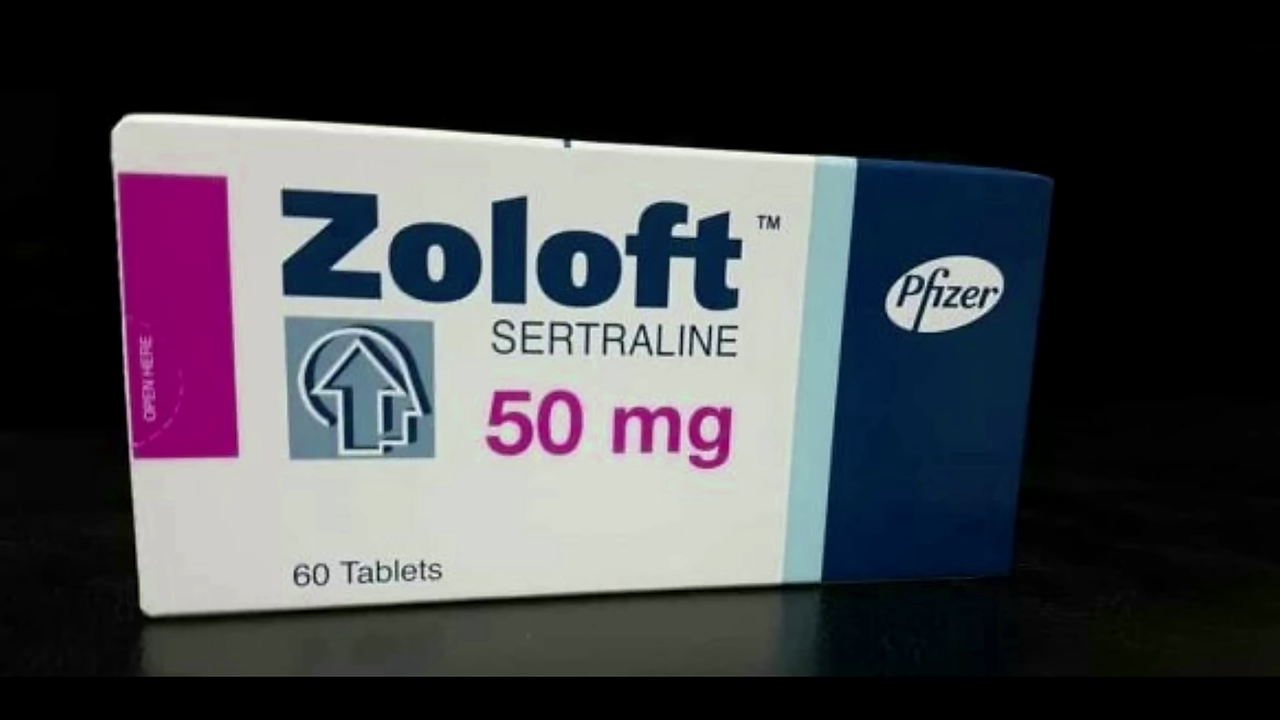 Zoloft™
SERTRALINE
50 mg
60 Tablets
OPEN HERE
Pfizer